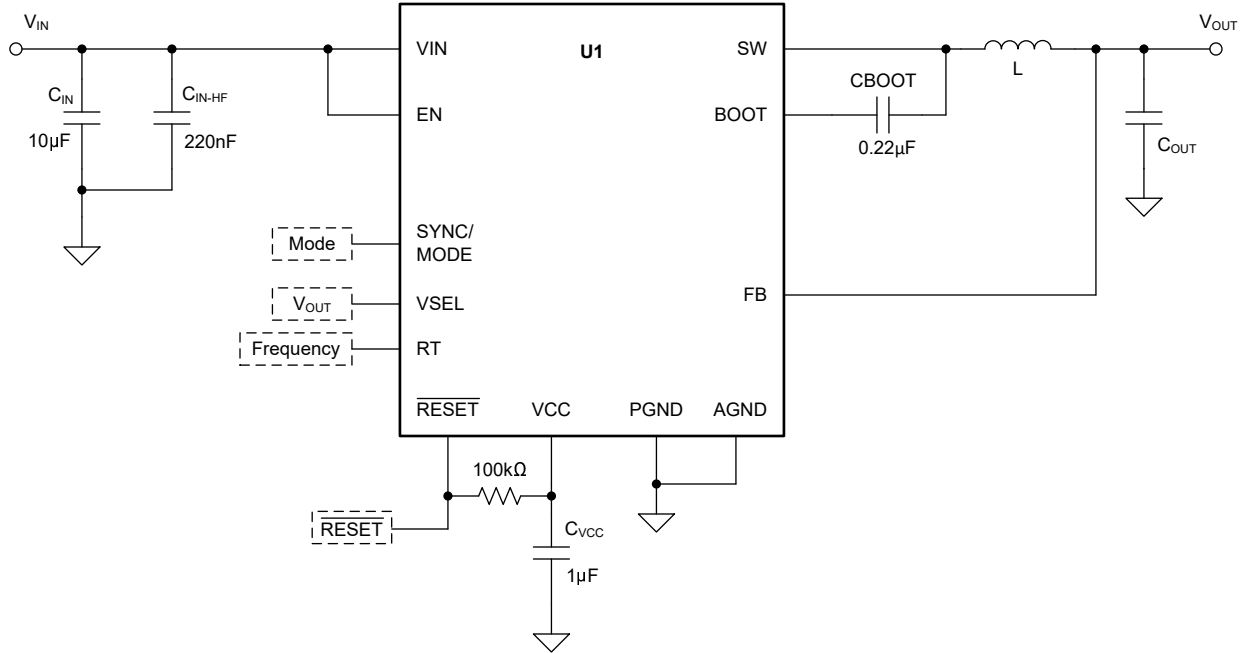 VIN
VOUT
VIN
U1
SW
CIN
CIN-HF
CBOOT
L
EN
BOOT
10µF
220nF
0.22µF
COUT
SYNC/
MODE
Mode
VOUT
VSEL
FB
Frequency
RT
RESET
VCC
PGND
AGND
100kΩ
RESET
CVCC
1µF